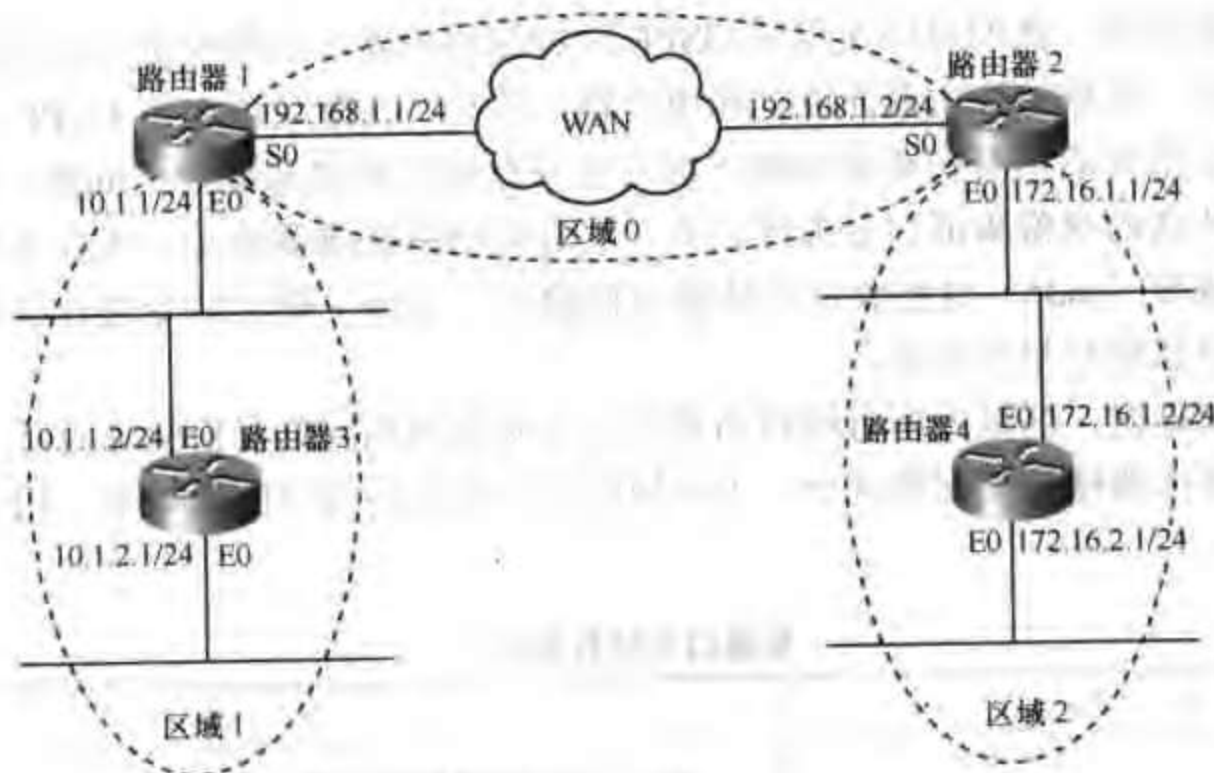 路由器 1
192.168.1.1/24
S0
10.1.1/24 E0
WAN
区域 0
路由器 2
192.168.1.2/24
S0
E0 172.16.1.1/24
10.1.1.2/24 E0 路由器3
10.1.2.1/24 E0
区域 1
E0 172.16.1.2/24
路由器4
E0 172.16.2.1/24
区域 2